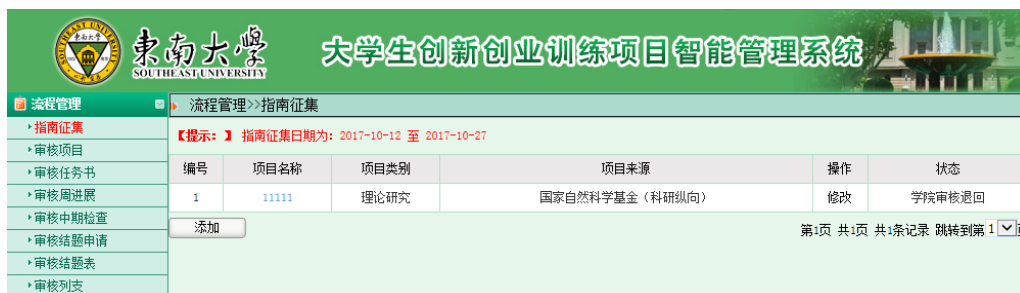 東南大學
SOUTHEAST UNIVERSITY
大学生创新创业训练项目智能管理系统
流程管理
流程管理>>指南征集
指南征集
审核项目
审核任务书
审核周进展
审核中期检查
审核结题申请
审核结题表
审核列支
【提示：】 指南征集日期为：2017-10-12 至 2017-10-27
编号 项目名称 项目类别 项目来源 操作 状态
1 11111 理论研究 国家自然科学基金（科研纵向） 修改 学院审核退回
添加
第1页 共1页 共1条记录 跳转到第 1